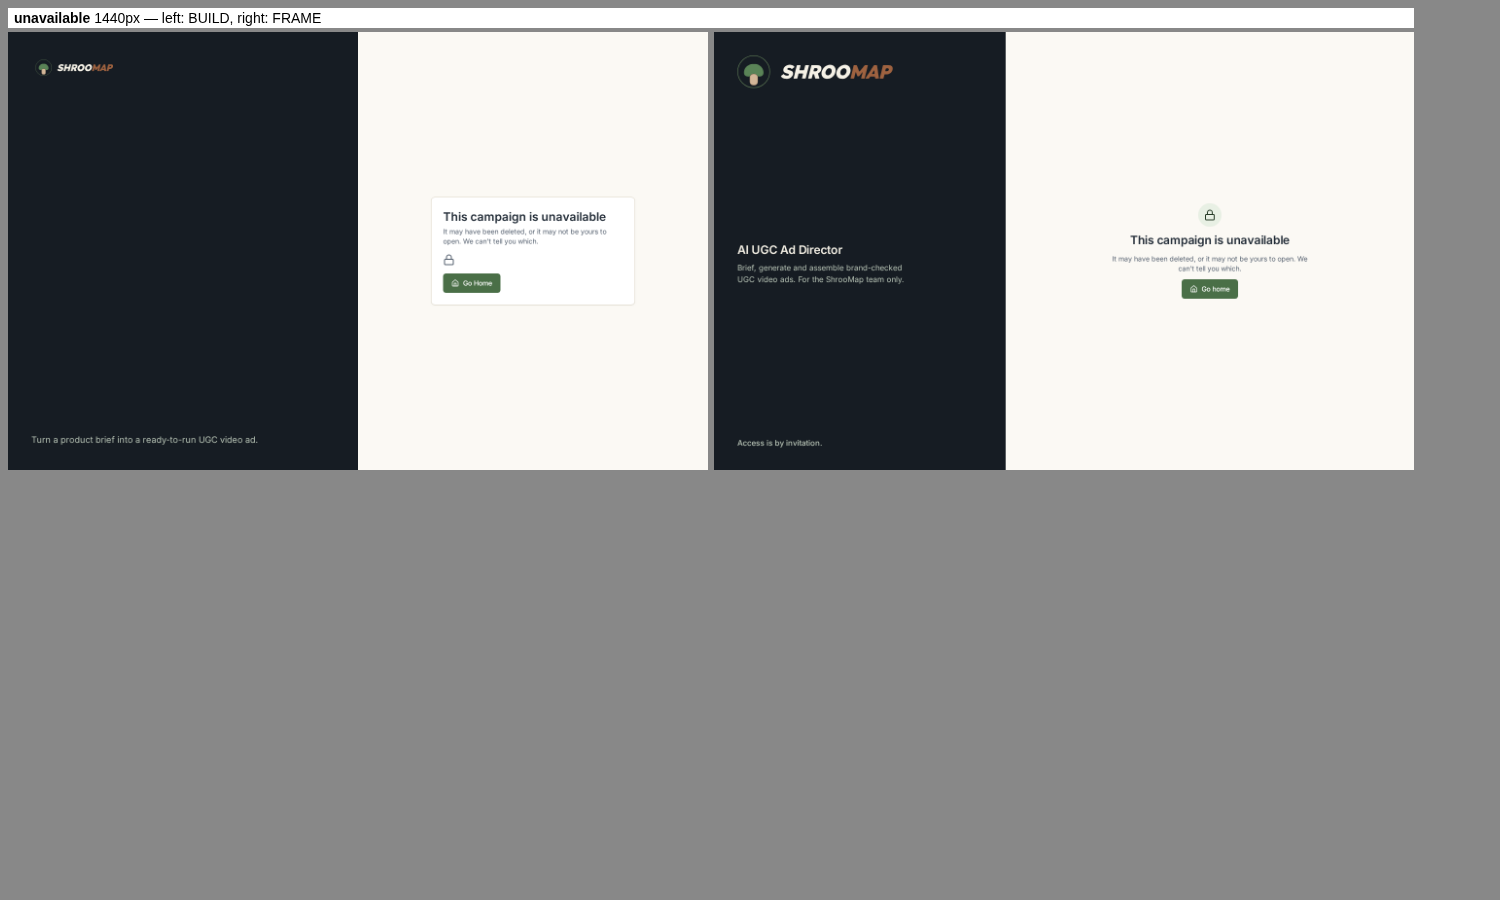 unavailable 1440px — left: BUILD, right: FRAME
SHROOMAP
This campaign is unavailable
It may have been deleted, or it may not be yours to
open. We can't tell you which.
Go Home
Turn a product brief into a ready-to-run UGC video ad.
SHROOMAP
AI UGC Ad Director
Brief, generate and assemble brand-checked
UGC video ads. For the ShrooMap team only.
Access is by invitation.
This campaign is unavailable
It may have been deleted, or it may not be yours to open. We
can't tell you which.
Go home